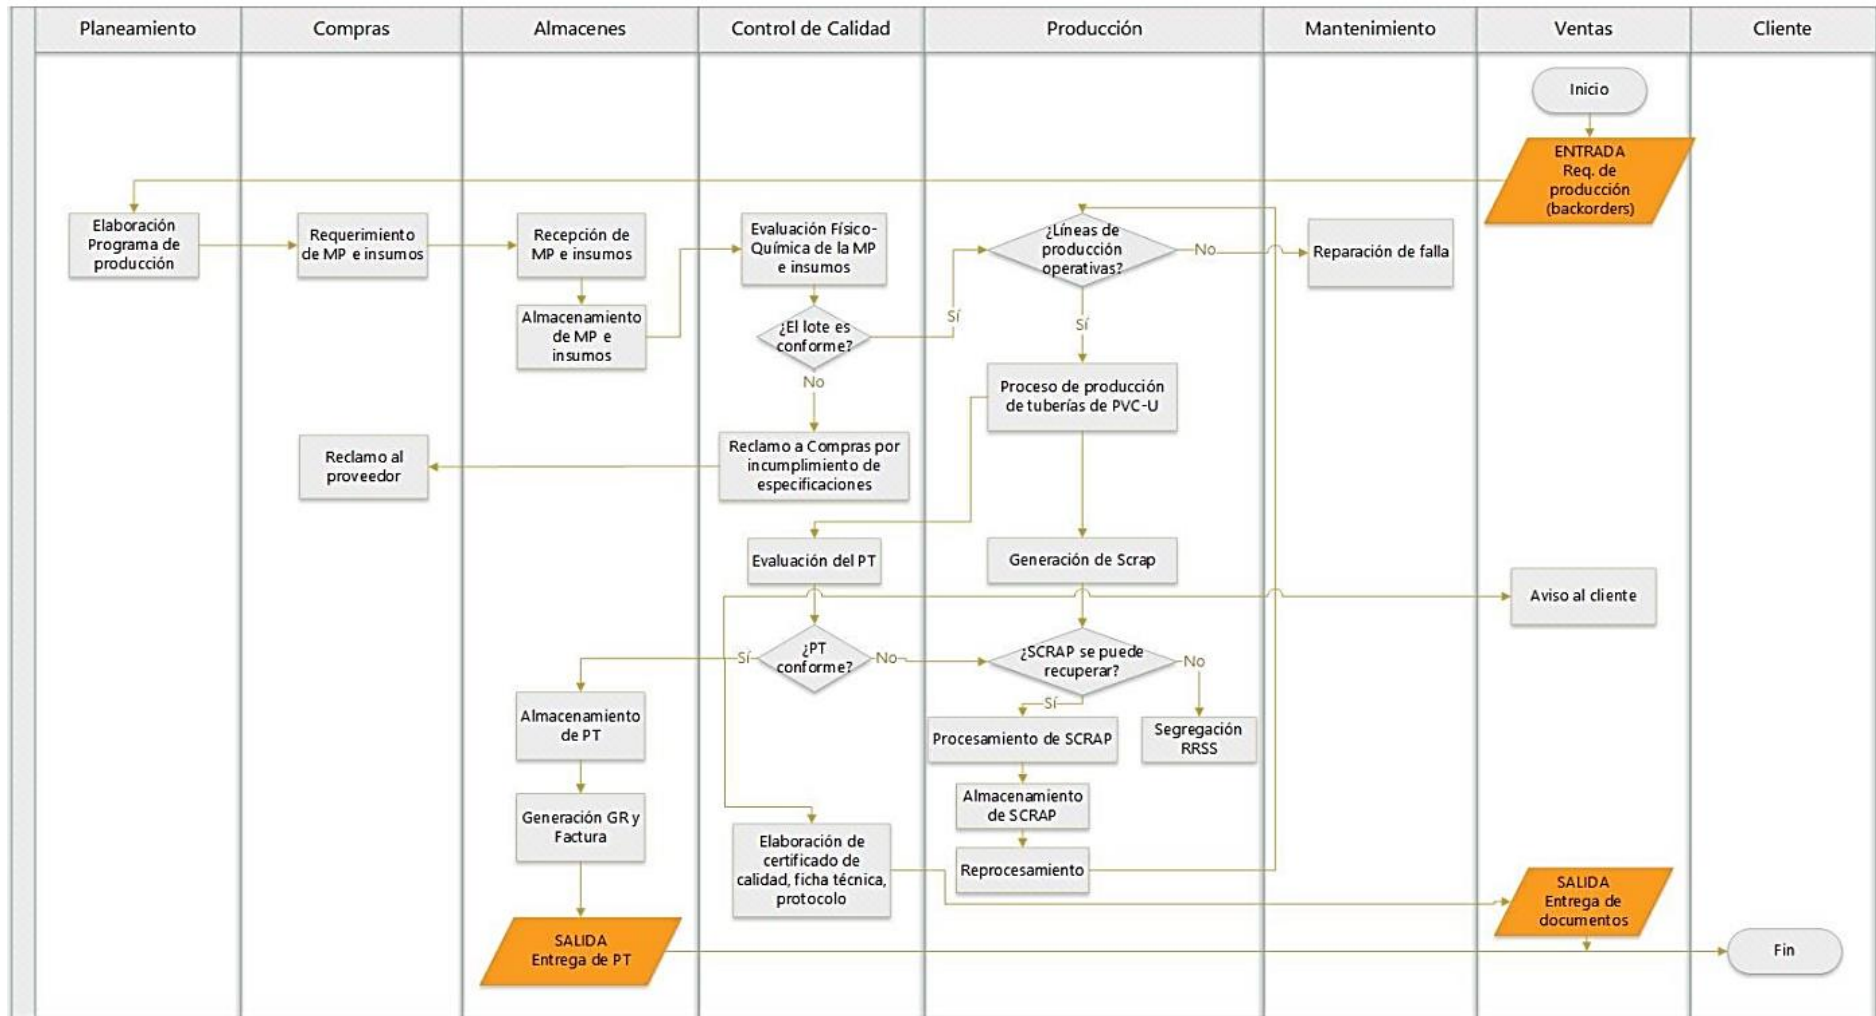 Planeamiento
Compras
Almacenes
Control de Calidad
Producción
Mantenimiento
Ventas
Cliente
Inicio
ENTRADA
Req. de
producción
(backorders)
Elaboración
Programa de
producción
Requerimiento
de MP e insumos
Recepción de
MP e insumos
Evaluación Físico-
Química de la MP
e insumos
¿Líneas de
producción
operativas?
No
Reparación de falla
Almacenamiento
de MP e
insumos
¿El lote es
conforme?
Sí
Sí
No
Proceso de producción
de tuberías de PVC-U
Reclamo al
proveedor
Reclamo a Compras por
incumplimiento de
especificaciones
Evaluación del PT
Generación de Scrap
Aviso al cliente
Sí
¿PT
conforme?
No
¿SCRAP se puede
recuperar?
No
Sí
Almacenamiento
de PT
Procesamiento de SCRAP
Segregación
RRSS
Generación GR y
Factura
Almacenamiento
de SCRAP
Elaboración de
certificado de
calidad, ficha técnica,
protocolo
Reprocesamiento
SALIDA
Entrega de
documentos
SALIDA
Entrega de PT
Fin